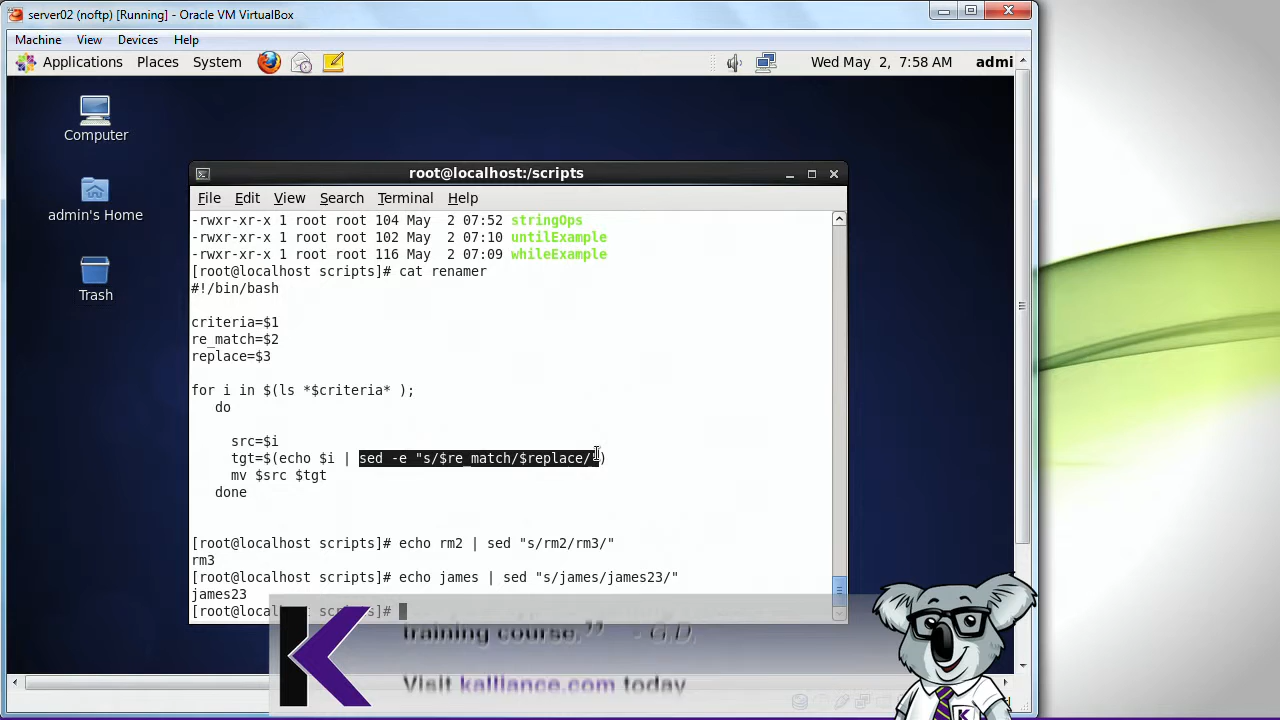 server02 (noftp) [Running] - Oracle VM VirtualBox
Machine View Devices Help
Applications Places System Wed May 2, 7:58 AM admi
Computer
admin's Home
Trash
root@localhost:/scripts
File Edit View Search Terminal Help
-rwxr-xr-x 1 root root 104 May 2 07:52 stringOps
-rwxr-xr-x 1 root root 102 May 2 07:10 untilExample
-rwxr-xr-x 1 root root 116 May 2 07:09 whileExample
[root@localhost scripts]# cat renamer
#!/bin/bash
criteria=$1
re_match=$2
replace=$3
for i in $(ls *$criteria* );
do
src=$i
tgt=$(echo $i | sed -e "s/$re_match/$replace/")
mv $src $tgt
done
[root@localhost scripts]# echo rm2 | sed "s/rm2/rm3/"
rm3
[root@localhost scripts]# echo james | sed "s/james/james23/"
james23
[root@localhost scripts]#
training course." - G.D.
Visit kalliance.com today
K